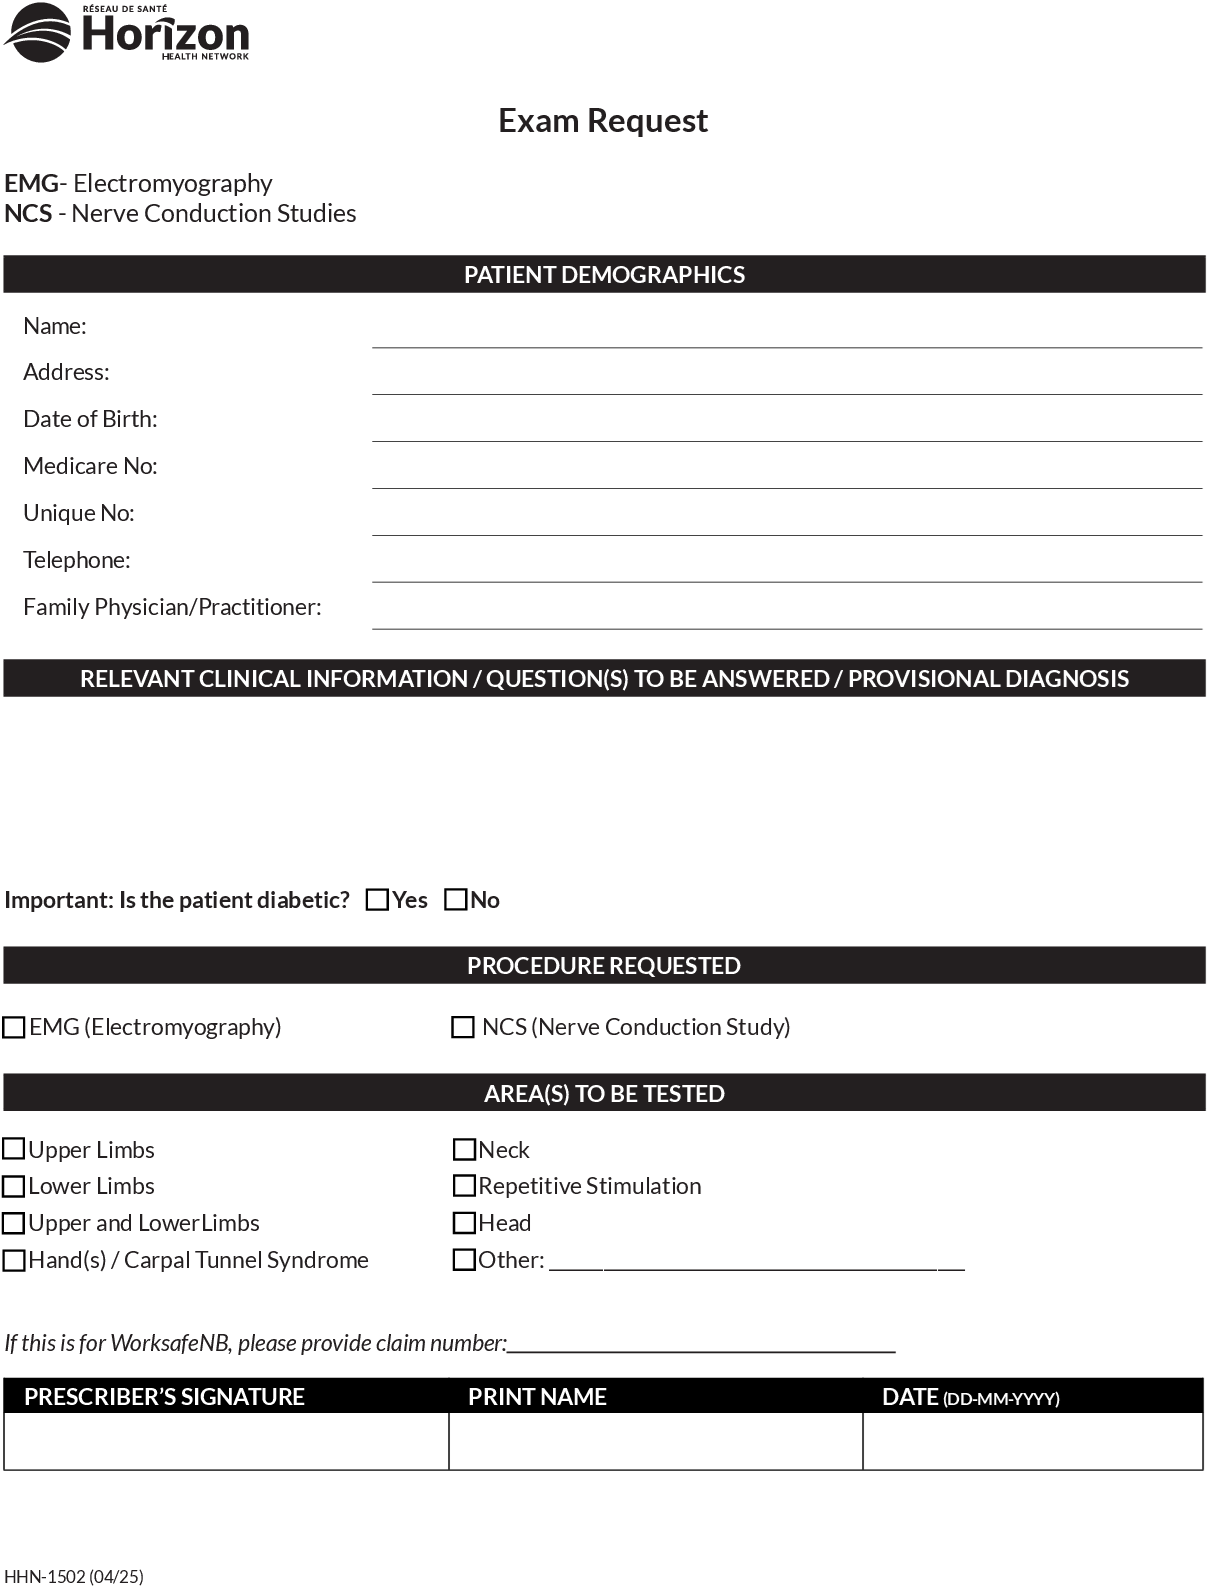 RÉSEAU DE SANTÉ
Horizon
HEALTH NETWORK
Exam Request
EMG- Electromyography
NCS - Nerve Conduction Studies
PATIENT DEMOGRAPHICS
Name:
Address:
Date of Birth:
Medicare No:
Unique No:
Telephone:
Family Physician/Practitioner:
RELEVANT CLINICAL INFORMATION / QUESTION(S) TO BE ANSWERED / PROVISIONAL DIAGNOSIS
Important: Is the patient diabetic? Yes No
PROCEDURE REQUESTED
EMG (Electromyography) NCS (Nerve Conduction Study)
AREA(S) TO BE TESTED
Upper Limbs Neck
Lower Limbs Repetitive Stimulation
Upper and LowerLimbs Head
Hand(s) / Carpal Tunnel Syndrome Other:
If this is for WorksafeNB, please provide claim number:
PRESCRIBER’S SIGNATURE PRINT NAME DATE (DD-MM-YYYY)
HHN-1502 (04/25)